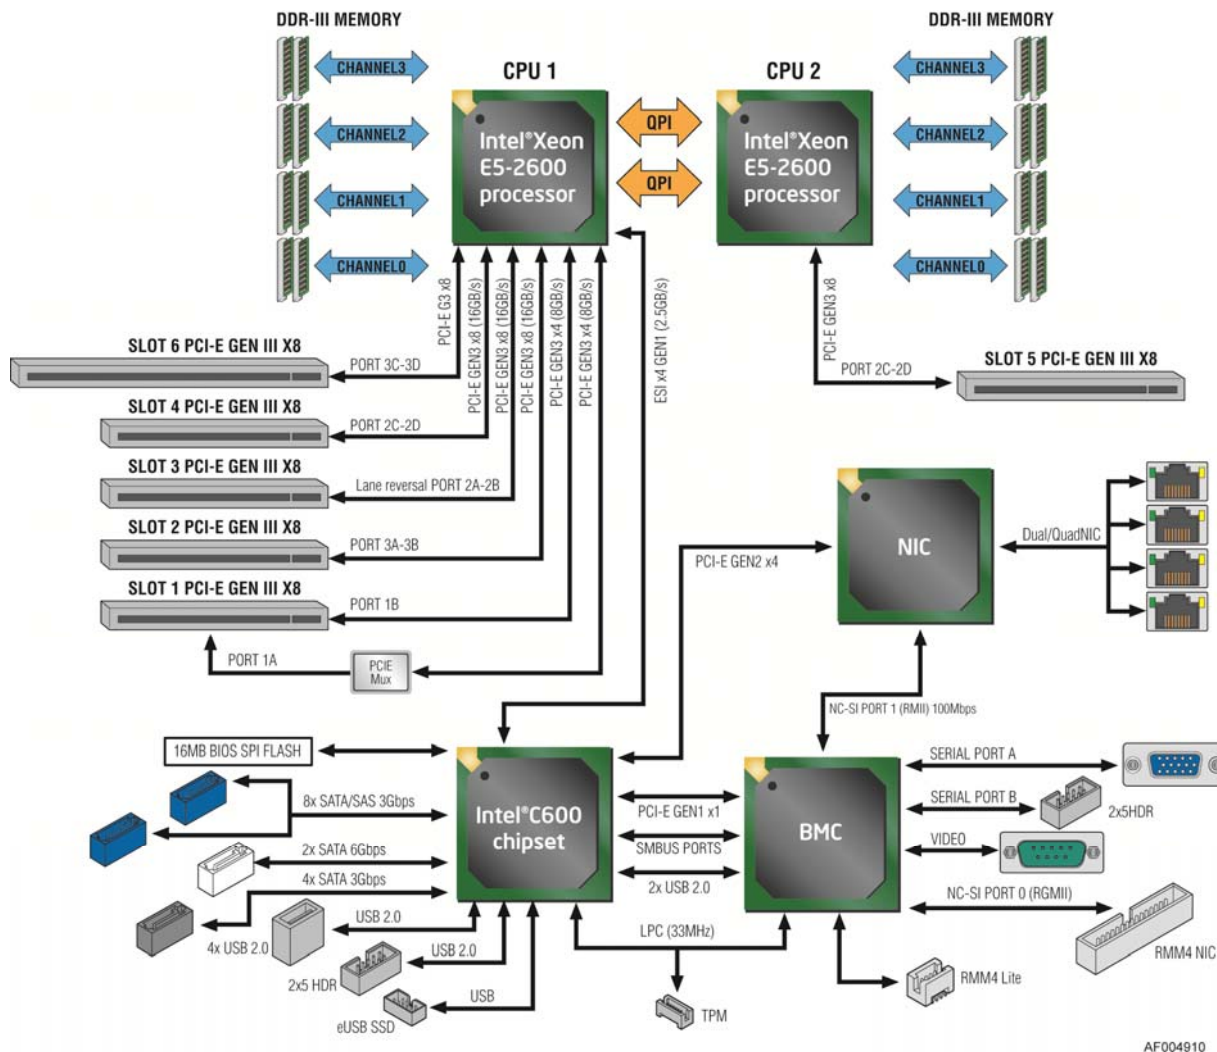 DDR-III MEMORY
DDR-III MEMORY
CPU 1
CPU 2
CHANNEL3
CHANNEL2
CHANNEL1
CHANNEL0
Intel®Xeon
E5-2600
processor
QPI
QPI
Intel®Xeon
E5-2600
processor
CHANNEL3
CHANNEL2
CHANNEL1
CHANNEL0
PCI-E G3 x8
PCI-E GEN3 x8 (16GB/s)
PCI-E GEN3 x8 (16GB/s)
PCI-E GEN3 x8 (16GB/s)
PCI-E GEN3 x4 (8GB/s)
PCI-E GEN3 x4 (8GB/s)
ESI x4 GEN1 (2.5GB/s)
PCI-E GEN3 x8
SLOT 6 PCI-E GEN III X8
PORT 3C-3D
SLOT 5 PCI-E GEN III X8
PORT 2C-2D
SLOT 4 PCI-E GEN III X8
PORT 2C-2D
SLOT 3 PCI-E GEN III X8
Lane reversal PORT 2A-2B
SLOT 2 PCI-E GEN III X8
PORT 3A-3B
SLOT 1 PCI-E GEN III X8
PORT 1B
PORT 1A
PCIE
Mux
PCI-E GEN2 x4
NIC
Dual/QuadNIC
NC-SI PORT 1 (RMII) 100Mbps
16MB BIOS SPI FLASH
8x SATA/SAS 3Gbps
2x SATA 6Gbps
4x SATA 3Gbps
Intel®C600
chipset
PCI-E GEN1 x1
SMBUS PORTS
2x USB 2.0
BMC
SERIAL PORT A
SERIAL PORT B
2x5HDR
VIDEO
NC-SI PORT 0 (RGMII)
RMM4 NIC
USB 2.0
4x USB 2.0
USB 2.0
2x5 HDR
USB
eUSB SSD
LPC (33MHz)
TPM
RMM4 Lite
AF004910